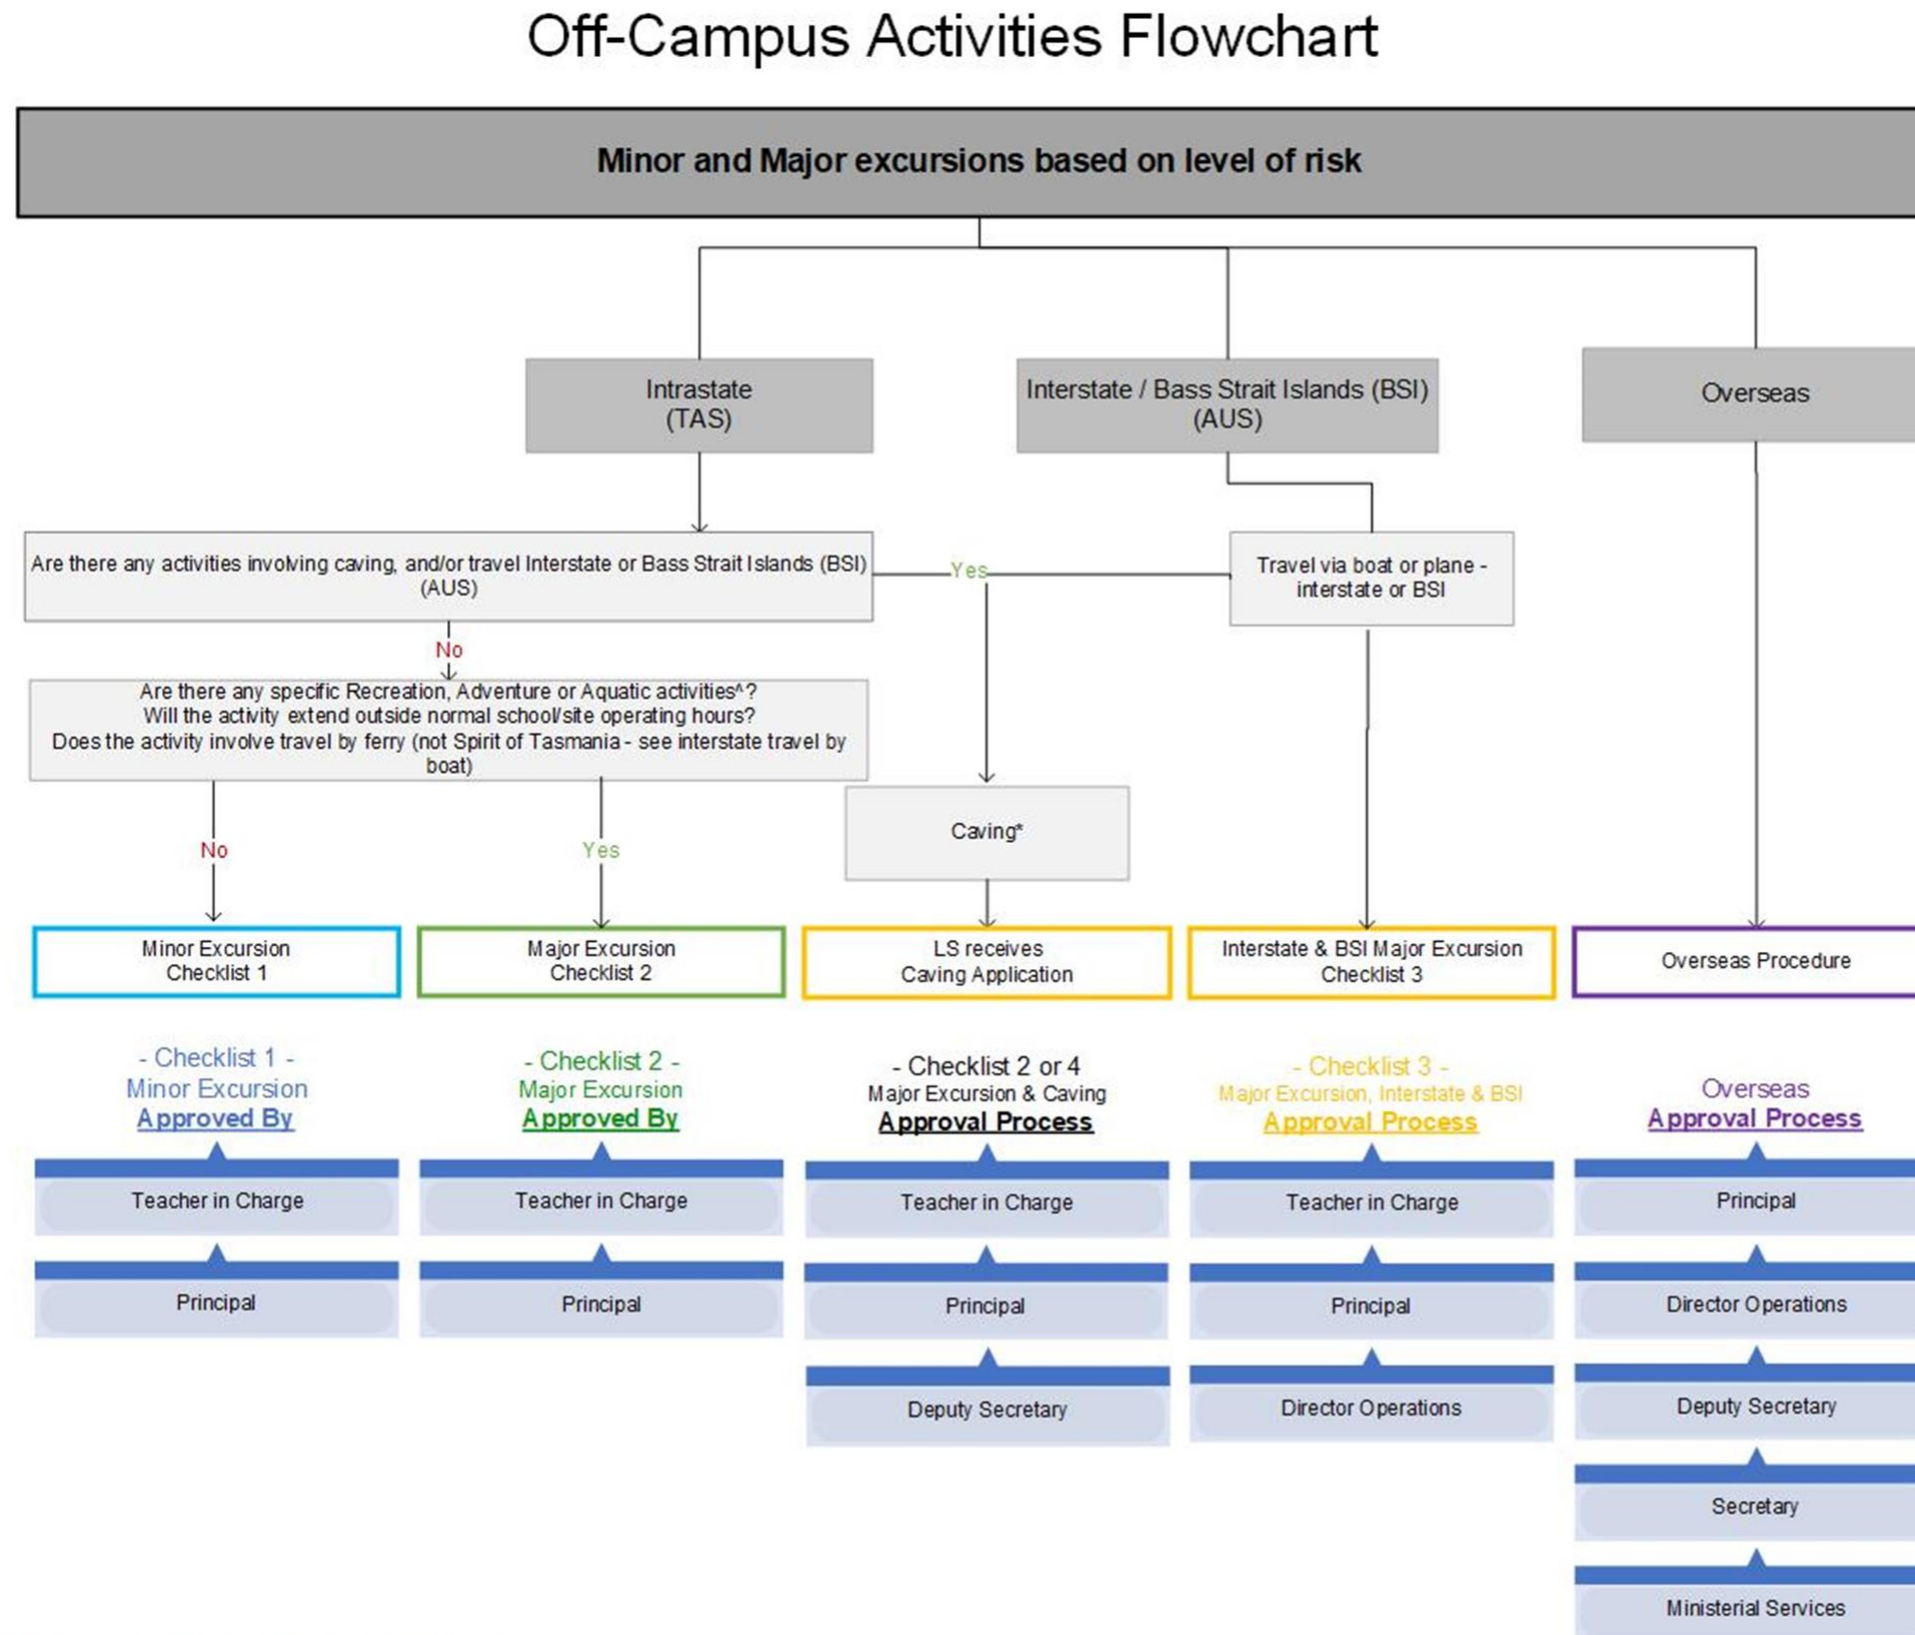 Off-Campus Activities Flowchart
Minor and Major excursions based on level of risk
Intrastate
(TAS)
Interstate / Bass Strait Islands (BSI)
(AUS)
Overseas
Are there any activities involving caving, and/or travel Interstate or Bass Strait Islands (BSI)
(AUS)
Yes
Travel via boat or plane -
interstate or BSI
No
Are there any specific Recreation, Adventure or Aquatic activities^?
Will the activity extend outside normal school/site operating hours?
Does the activity involve travel by ferry (not Spirit of Tasmania - see interstate travel by
boat)
No
Yes
Caving*
Minor Excursion
Checklist 1
Major Excursion
Checklist 2
LS receives
Caving Application
Interstate & BSI Major Excursion
Checklist 3
Overseas Procedure
- Checklist 1 -
Minor Excursion
Approved By
Teacher in Charge
Principal
- Checklist 2 -
Major Excursion
Approved By
Teacher in Charge
Principal
- Checklist 2 or 4
Major Excursion & Caving
Approval Process
Teacher in Charge
Principal
Deputy Secretary
- Checklist 3 -
Major Excursion, Interstate & BSI
Approval Process
Teacher in Charge
Principal
Director Operations
Overseas
Approval Process
Principal
Director Operations
Deputy Secretary
Secretary
Ministerial Services